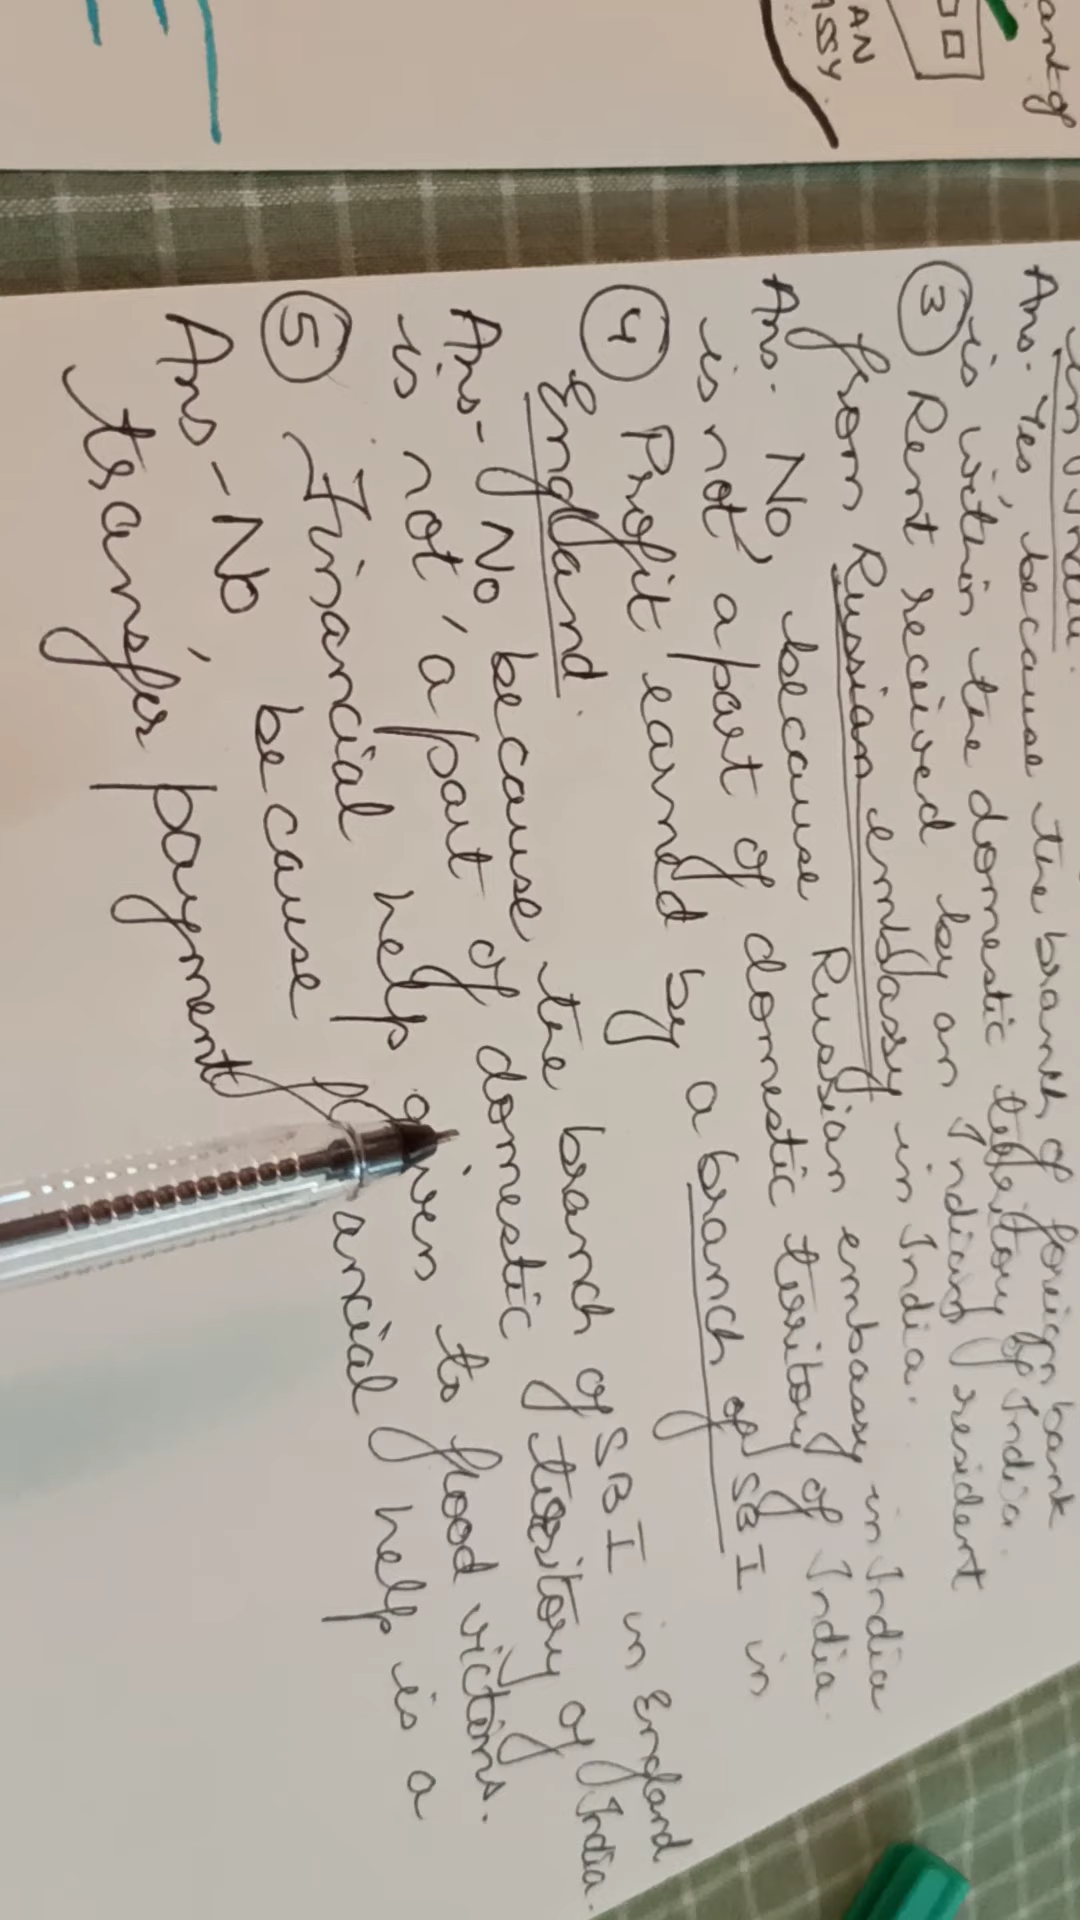 AN
ASSY.
in India.
Ans. Yes, because the branch of foreign bank
is within the domestic territory of India.
③ Rent received by an Indian resident
from Russian embassy in India.
Ans. No, because Russian embassy in India
is not a part of domestic territory of India.
④ Profit earned by a branch of SBI in
England.
Ans- No, because, the branch of SBI in England
is not, a part of domestic territory of India.
⑤ Financial help given to flood victims.
Ans-No, because financial help is a
transfer payment